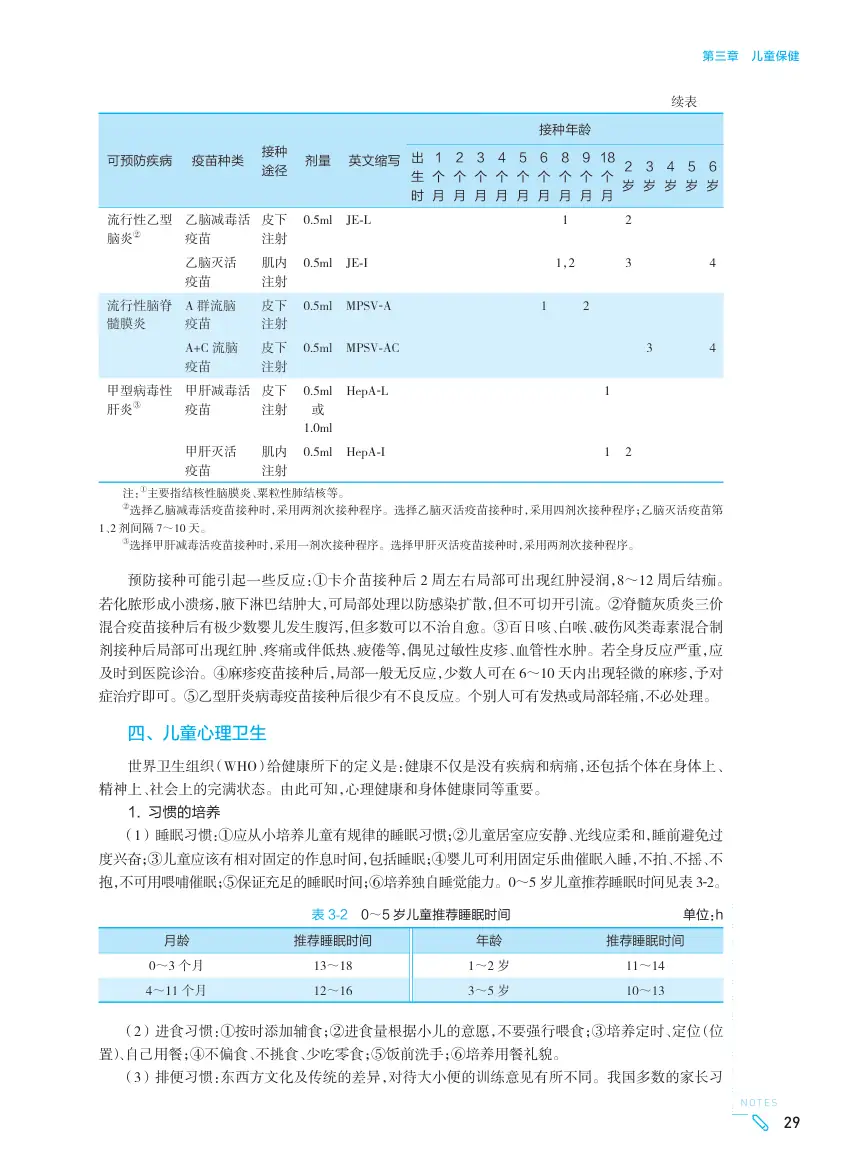 第三章　儿童保健
续表
可预防疾病　疫苗种类　接种途径　剂量　英文缩写　接种年龄
出生时　1个月　2个月　3个月　4个月　5个月　6个月　8个月　9个月　18个月　2岁　3岁　4岁　5岁　6岁
流行性乙型　乙脑减毒活　皮下　0.5ml　JE-L　1　2
脑炎②　疫苗　注射
乙脑灭活　肌内　0.5ml　JE-I　1,2　3　4
疫苗　注射
流行性脑脊　A 群流脑　皮下　0.5ml　MPSV-A　1　2
髓膜炎　疫苗　注射
A+C 流脑　皮下　0.5ml　MPSV-AC　3　4
疫苗　注射
甲型病毒性　甲肝减毒活　皮下　0.5ml　HepA-L　1
肝炎③　疫苗　注射　或
1.0ml
甲肝灭活　肌内　0.5ml　HepA-I　1　2
疫苗　注射
注：①主要指结核性脑膜炎、粟粒性肺结核等。
②选择乙脑减毒活疫苗接种时，采用两剂次接种程序。选择乙脑灭活疫苗接种时，采用四剂次接种程序；乙脑灭活疫苗第
1、2 剂间隔 7～10 天。
③选择甲肝减毒活疫苗接种时，采用一剂次接种程序。选择甲肝灭活疫苗接种时，采用两剂次接种程序。
预防接种可能引起一些反应：①卡介苗接种后 2 周左右局部可出现红肿浸润，8～12 周后结痂。
若化脓形成小溃疡，腋下淋巴结肿大，可局部处理以防感染扩散，但不可切开引流。②脊髓灰质炎三价
混合疫苗接种后有极少数婴儿发生腹泻，但多数可以不治自愈。③百日咳、白喉、破伤风类毒素混合制
剂接种后局部可出现红肿、疼痛或伴低热、疲倦等，偶见过敏性皮疹、血管性水肿。若全身反应严重，应
及时到医院诊治。④麻疹疫苗接种后，局部一般无反应，少数人可在 6～10 天内出现轻微的麻疹，予对
症治疗即可。⑤乙型肝炎病毒疫苗接种后很少有不良反应。个别人可有发热或局部轻痛，不必处理。
四、儿童心理卫生
世界卫生组织（WHO）给健康所下的定义是：健康不仅是没有疾病和病痛，还包括个体在身体上、
精神上、社会上的完满状态。由此可知，心理健康和身体健康同等重要。
1. 习惯的培养
（1）睡眠习惯：①应从小培养儿童有规律的睡眠习惯；②儿童居室应安静、光线应柔和，睡前避免过
度兴奋；③儿童应该有相对固定的作息时间，包括睡眠；④婴儿可利用固定乐曲催眠入睡，不拍、不摇、不
抱，不可用喂哺催眠；⑤保证充足的睡眠时间；⑥培养独自睡觉能力。0～5 岁儿童推荐睡眠时间见表 3-2。
表 3-2　0～5 岁儿童推荐睡眠时间　单位：h
月龄　推荐睡眠时间　年龄　推荐睡眠时间
0～3 个月　13～18　1～2 岁　11～14
4～11 个月　12～16　3～5 岁　10～13
（2）进食习惯：①按时添加辅食；②进食量根据小儿的意愿，不要强行喂食；③培养定时、定位（位
置）、自己用餐；④不偏食、不挑食、少吃零食；⑤饭前洗手；⑥培养用餐礼貌。
（3）排便习惯：东西方文化及传统的差异，对待大小便的训练意见有所不同。我国多数的家长习
NOTES
29